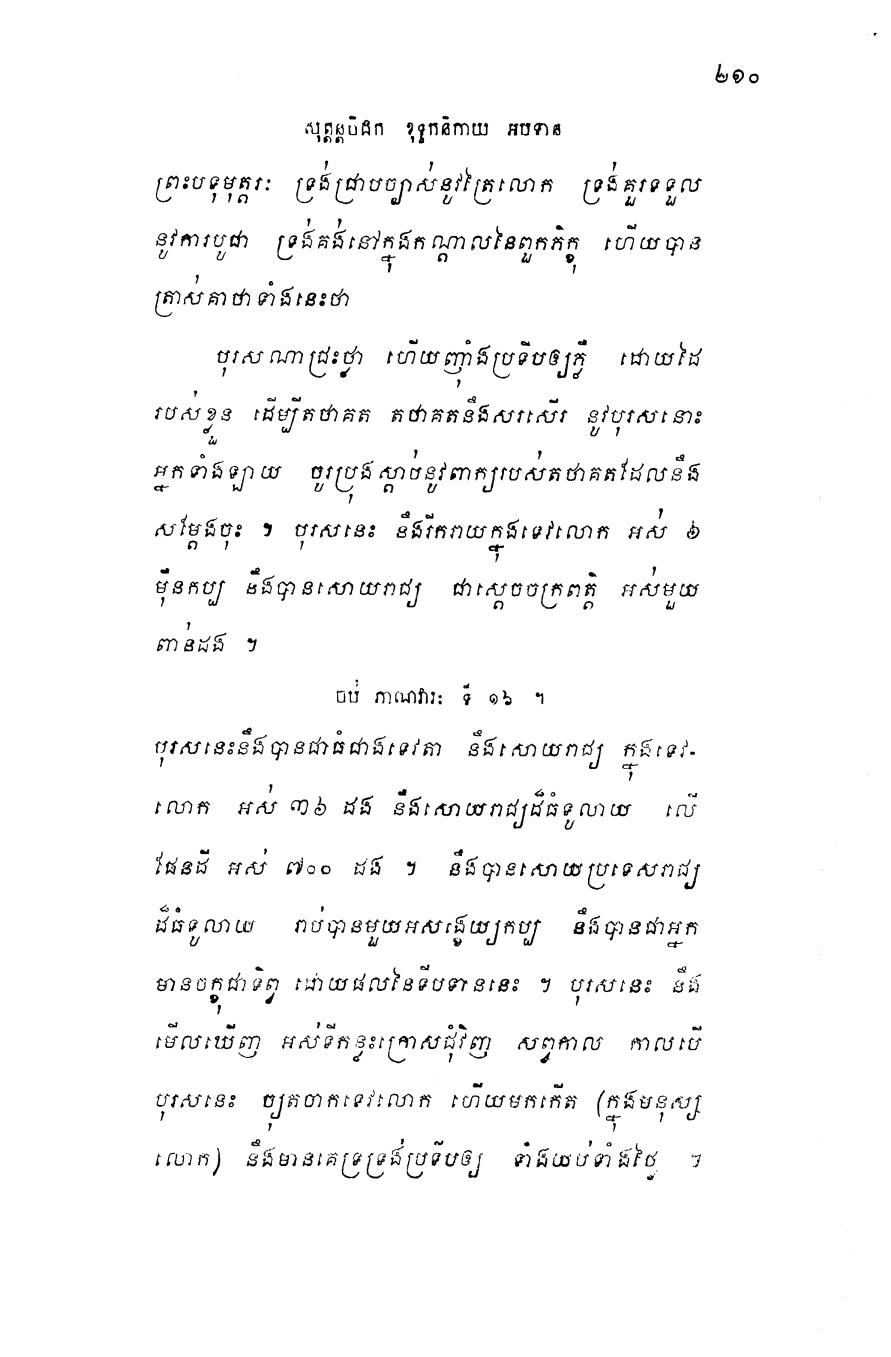 ២១០
សុត្តន្តបិដក ខុទ្ទកនិកាយ អបទាន
ព្រះបទុមុត្តរៈ ទ្រង់ជ្រាបច្បាស់នូវត្រៃលោក ទ្រង់គួរទទួល
នូវការបូជា ទ្រង់គង់នៅក្នុងកណ្តាលនៃពួកភិក្ខុ ហើយបាន
ត្រាស់គាថាទាំងនេះថា
បុរសណាជ្រះថ្លា ហើយញ៉ាំងប្រទីបឲ្យភ្លឺ ដោយដៃ
របស់ខ្លួន ដើម្បីតថាគត តថាគតនឹងសរសើរ នូវបុរសនោះ
អ្នកទាំងឡាយ ចូរប្រុងស្តាប់នូវពាក្យរបស់តថាគតដែលនឹង
សម្តែងចុះ ។ បុរសនេះ នឹងរីករាយក្នុងទេវលោក អស់ ៦
ម៉ឺនកប្ប នឹងបានសោយរាជ្យ ជាស្តេចចក្រពត្តិ អស់មួយ
ពាន់ដង ។
ចប់ ភាណវារៈ ទី ១៦ ។
បុរសនេះនឹងបានជាធំជាងទេវតា នឹងសោយរាជ្យ ក្នុងទេវ-
លោក អស់ ៣៦ ដង នឹងសោយរាជ្យដ៏ធំទូលាយ លើ
ផែនដី អស់ ៧០០ ដង ។ នឹងបានសោយប្រទេសរាជ្យ
ដ៏ធំទូលាយ រាប់បានមួយអសង្ខេយ្យកប្ប នឹងបានជាអ្នក
មានចក្ខុជាទិព្វ ដោយផលនៃទីបទាននេះ ។ បុរសនេះ នឹង
មើលឃើញ អស់ទីកន្លះក្រោសជុំវិញ សព្វកាល កាលបើ
បុរសនេះ ច្យុតចាកទេវលោក ហើយមកកើត (ក្នុងមនុស្ស
លោក) នឹងមានគេទ្រទ្រង់ប្រទីបឲ្យ ទាំងយប់ទាំងថ្ងៃ ។